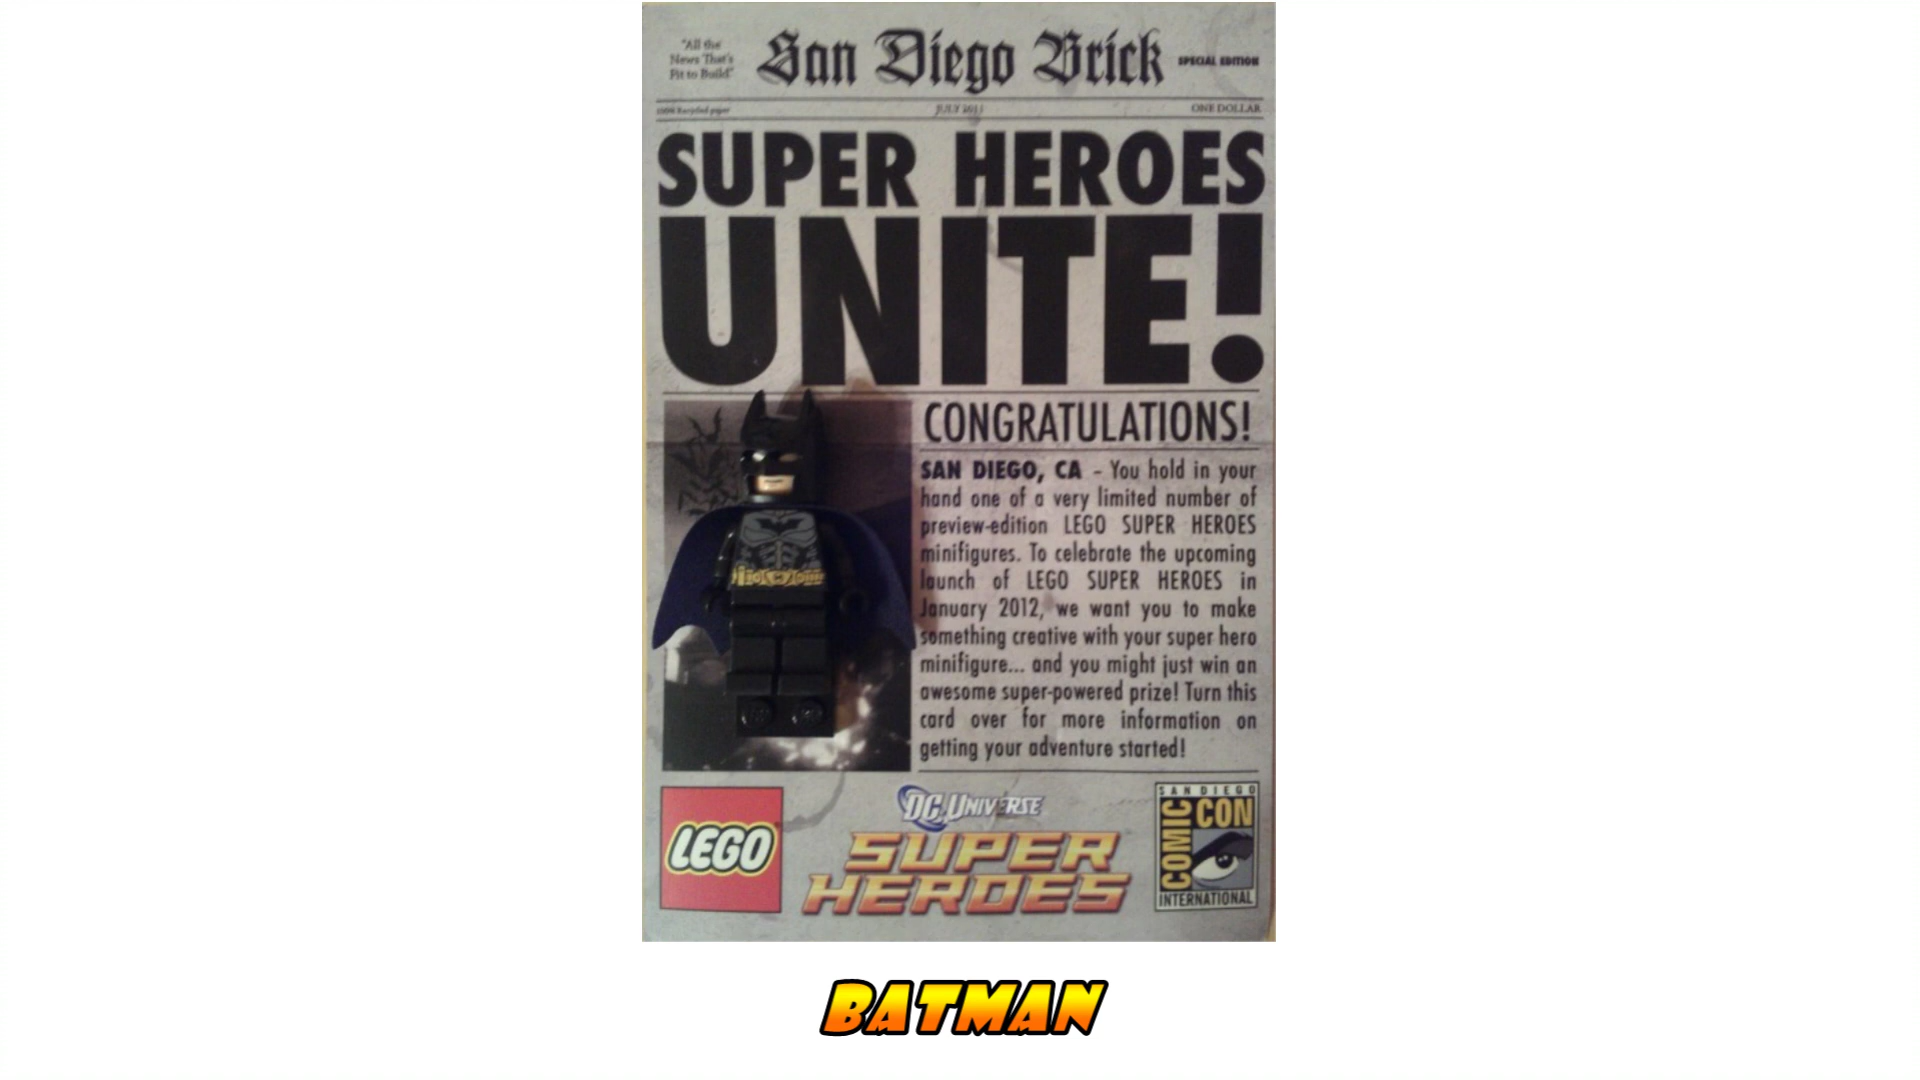 "All the
News That's
Fit to Build"
San Diego Brick
SPECIAL EDITION
100% Recycled paper
JULY 2011
ONE DOLLAR
SUPER HEROES
UNITE!
CONGRATULATIONS!
SAN DIEGO, CA - You hold in your
hand one of a very limited number of
preview-edition LEGO SUPER HEROES
minifigures. To celebrate the upcoming
launch of LEGO SUPER HEROES in
January 2012, we want you to make
something creative with your super hero
minifigure... and you might just win an
awesome super-powered prize! Turn this
card over for more information on
getting your adventure started!
LEGO
DC UNIVERSE
SUPER
HEROES
SAN DIEGO
COMIC
CON
INTERNATIONAL
BATMAN